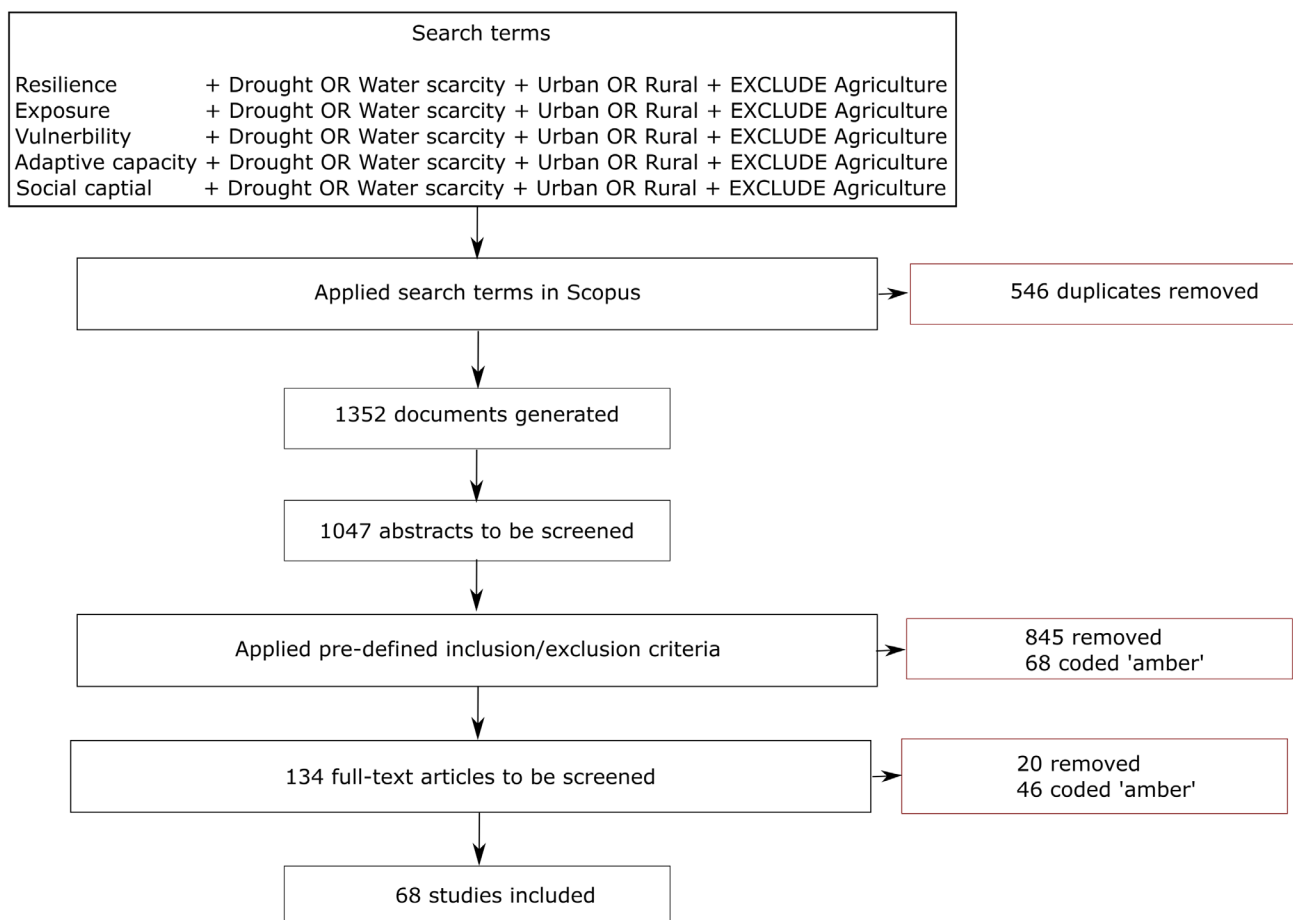 Search terms
Resilience + Drought OR Water scarcity + Urban OR Rural + EXCLUDE Agriculture
Exposure + Drought OR Water scarcity + Urban OR Rural + EXCLUDE Agriculture
Vulnerbility + Drought OR Water scarcity + Urban OR Rural + EXCLUDE Agriculture
Adaptive capacity + Drought OR Water scarcity + Urban OR Rural + EXCLUDE Agriculture
Social captial + Drought OR Water scarcity + Urban OR Rural + EXCLUDE Agriculture
Applied search terms in Scopus
546 duplicates removed
1352 documents generated
1047 abstracts to be screened
Applied pre-defined inclusion/exclusion criteria
845 removed
68 coded 'amber'
134 full-text articles to be screened
20 removed
46 coded 'amber'
68 studies included